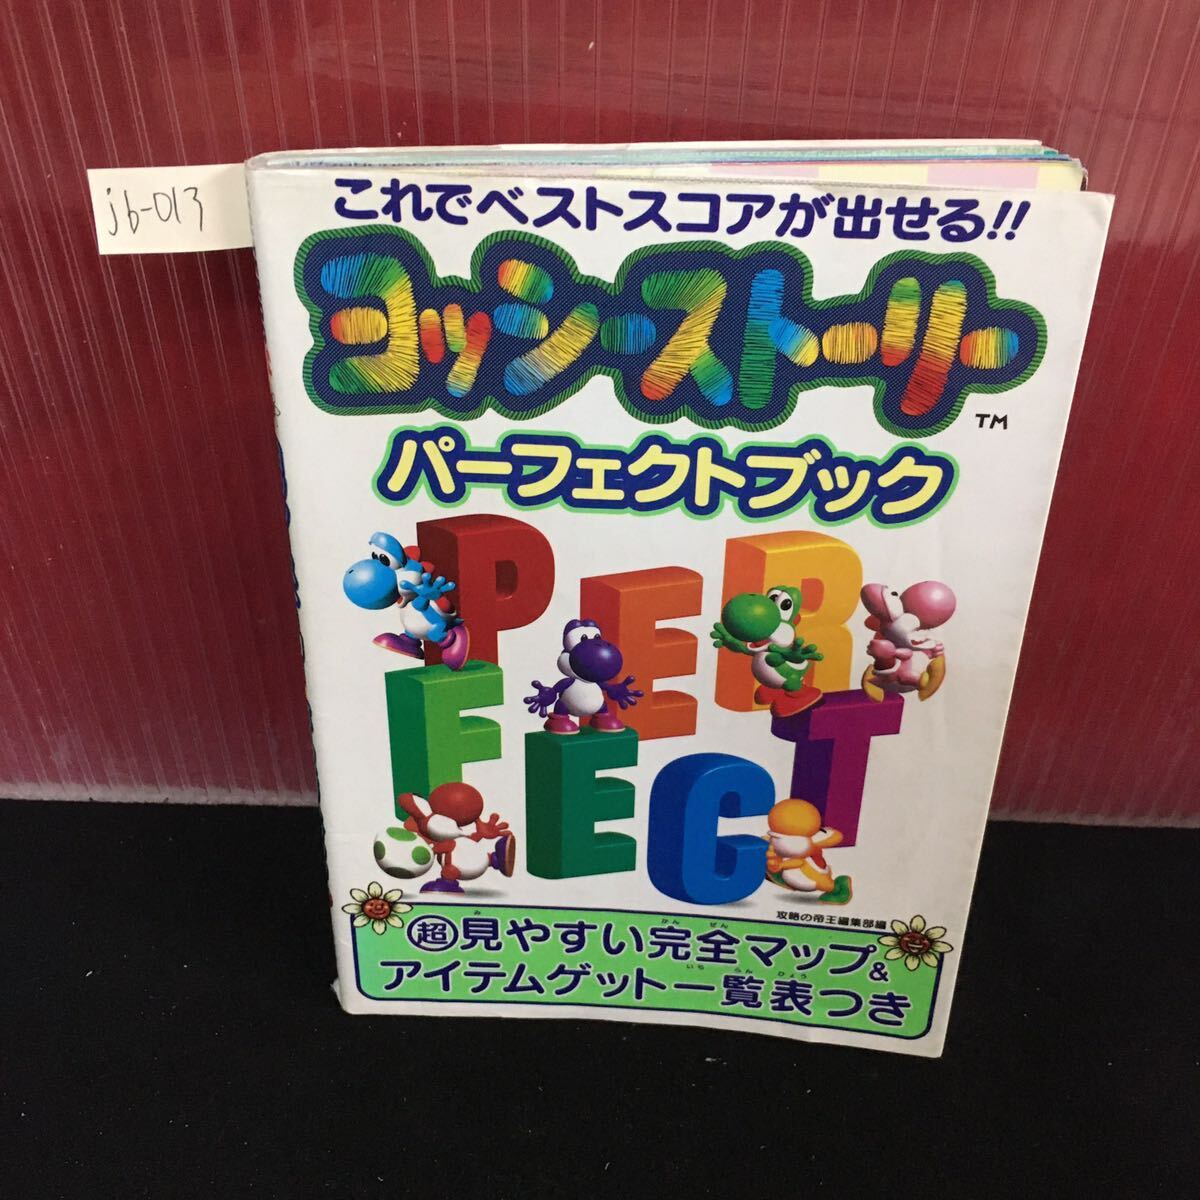 jb-013
これでベストスコアが出せる!!
ヨッシーストーリー
TM
パーフェクトブック
PER
FECT
攻略の帝王編集部編
超見やすい完全マップ&
アイテムゲット一覧表つき